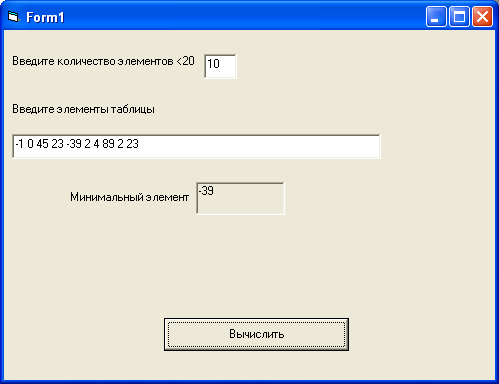 Form1
Введите количество элементов <20 10
Введите элементы таблицы
-1 0 45 23 -39 2 4 89 2 23
Минимальный элемент -39
Вычислить